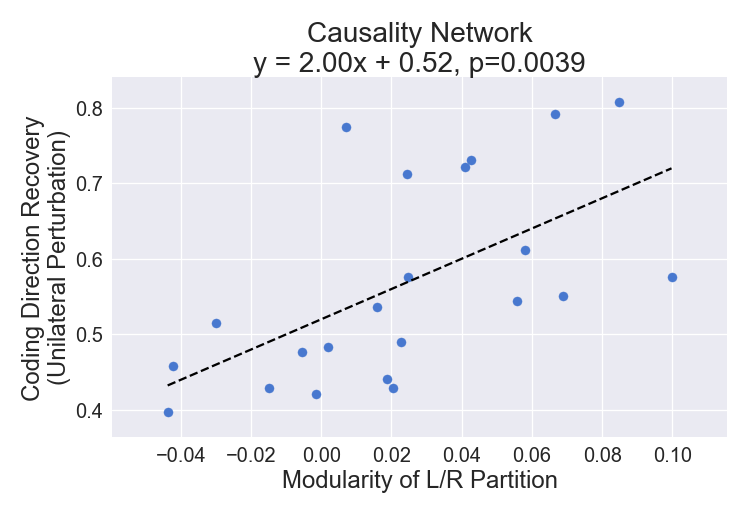 Causality Network
y = 2.00x + 0.52, p=0.0039
Coding Direction Recovery
(Unilateral Perturbation)
0.8
0.7
0.6
0.5
0.4
−0.04 −0.02 0.00 0.02 0.04 0.06 0.08 0.10
Modularity of L/R Partition